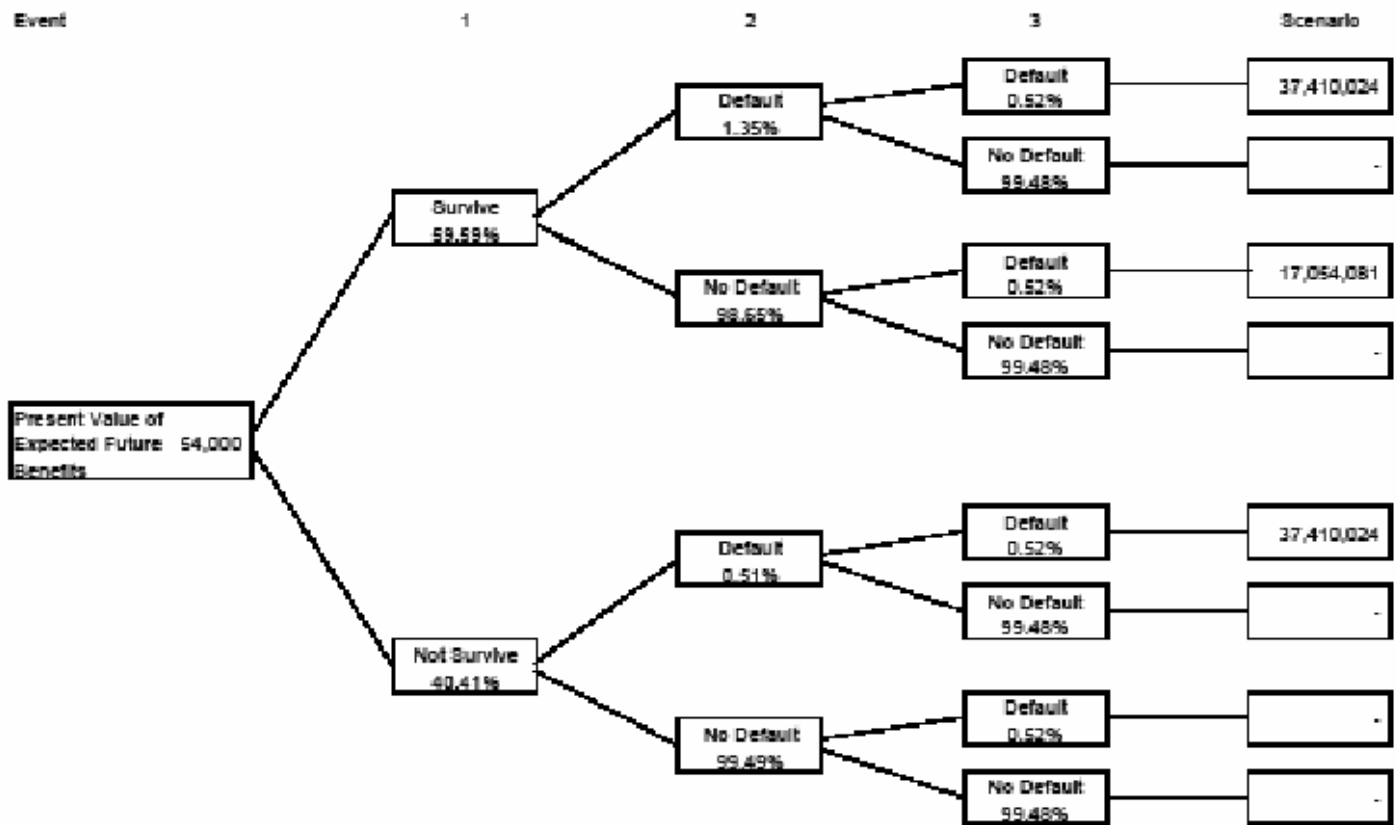 Event 1 2 3 Scenario
Default
0.52%
37,410,024
Default
1.35%
No Default
99.48%
-
Survive
59.59%
Default
0.52%
17,054,081
No Default
98.65%
No Default
99.48%
-
Present Value of
Expected Future 54,000
Benefits
Default
0.52%
37,410,024
Default
0.51%
No Default
99.48%
-
Not Survive
40.41%
Default
0.52%
-
No Default
99.49%
No Default
99.48%
-